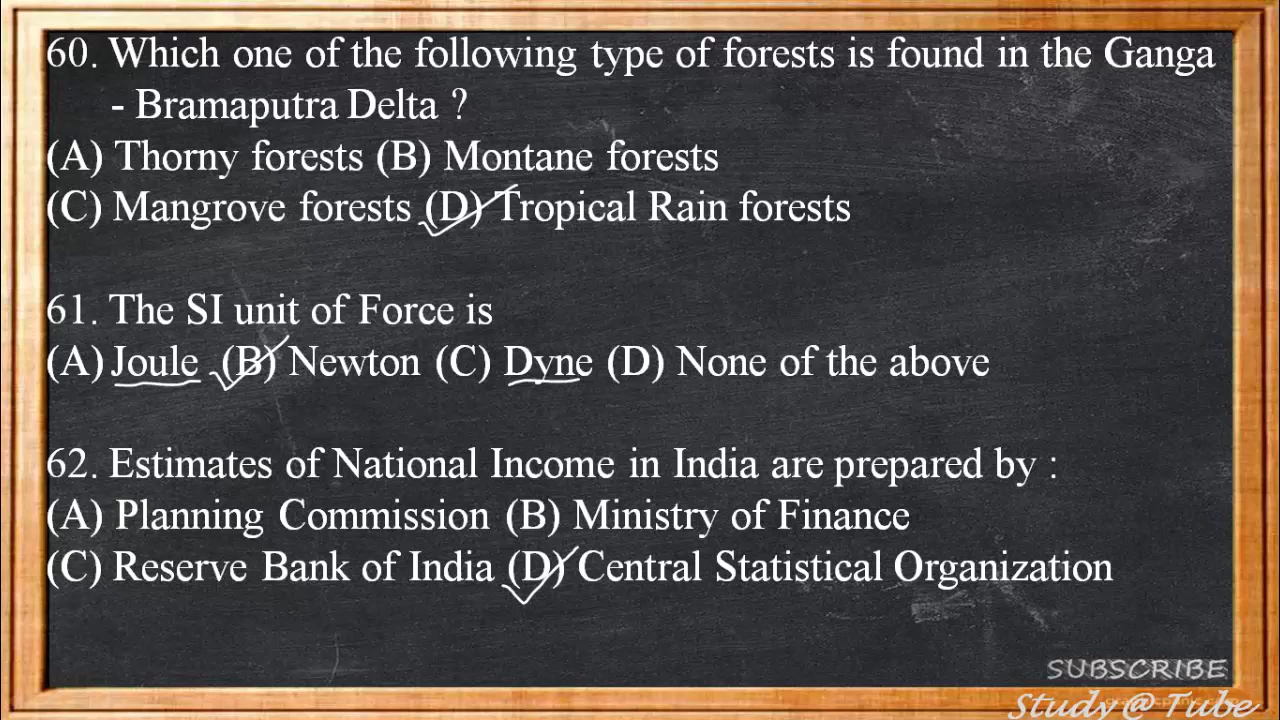 60. Which one of the following type of forests is found in the Ganga
- Bramaputra Delta ?
(A) Thorny forests (B) Montane forests
(C) Mangrove forests (D) Tropical Rain forests
61. The SI unit of Force is
(A) Joule (B) Newton (C) Dyne (D) None of the above
62. Estimates of National Income in India are prepared by :
(A) Planning Commission (B) Ministry of Finance
(C) Reserve Bank of India (D) Central Statistical Organization
SUBSCRIBE
Study@Tube